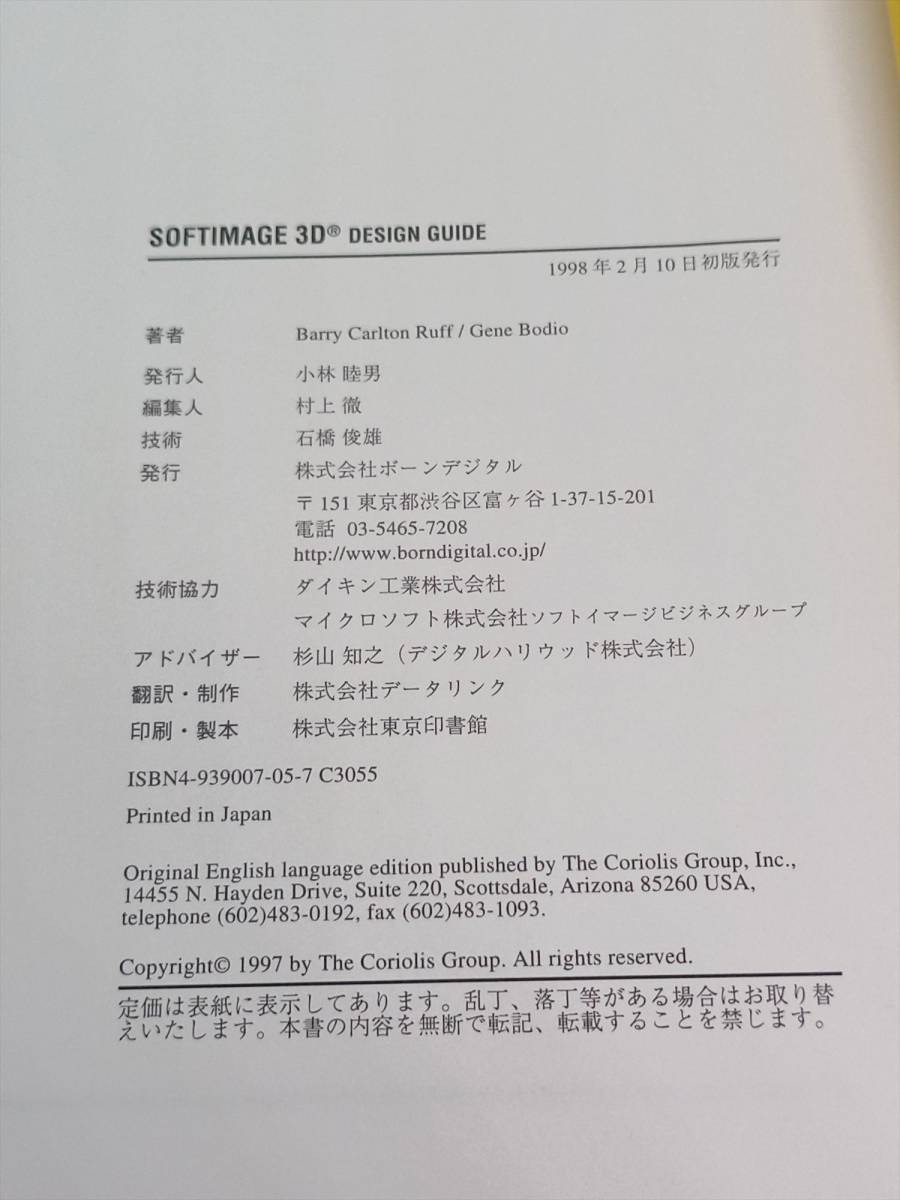 SOFTIMAGE 3D® DESIGN GUIDE
1998年2月10日初版発行
著者 Barry Carlton Ruff / Gene Bodio
発行人 小林 睦男
編集人 村上 徹
技術 石橋 俊雄
発行 株式会社ボーンデジタル
〒151 東京都渋谷区富ヶ谷1-37-15-201
電話 03-5465-7208
http://www.borndigital.co.jp/
技術協力 ダイキン工業株式会社
マイクロソフト株式会社ソフトイマージビジネスグループ
アドバイザー 杉山 知之（デジタルハリウッド株式会社）
翻訳・制作 株式会社データリンク
印刷・製本 株式会社東京印書館
ISBN4-939007-05-7 C3055
Printed in Japan
Original English language edition published by The Coriolis Group, Inc.,
14455 N. Hayden Drive, Suite 220, Scottsdale, Arizona 85260 USA,
telephone (602)483-0192, fax (602)483-1093.
Copyright© 1997 by The Coriolis Group. All rights reserved.
定価は表紙に表示してあります。乱丁、落丁等がある場合はお取り替
えいたします。本書の内容を無断で転記、転載することを禁じます。